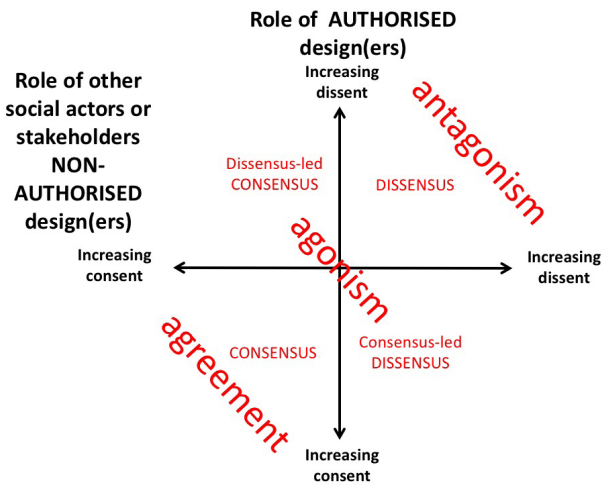 Role of AUTHORISED
design(ers)
Increasing
dissent
Role of other
social actors or
stakeholders
NON-
AUTHORISED
design(ers)
antagonism
Dissensus-led
CONSENSUS
DISSENSUS
agonism
Increasing
consent
Increasing
dissent
agreement
CONSENSUS
Consensus-led
DISSENSUS
Increasing
consent